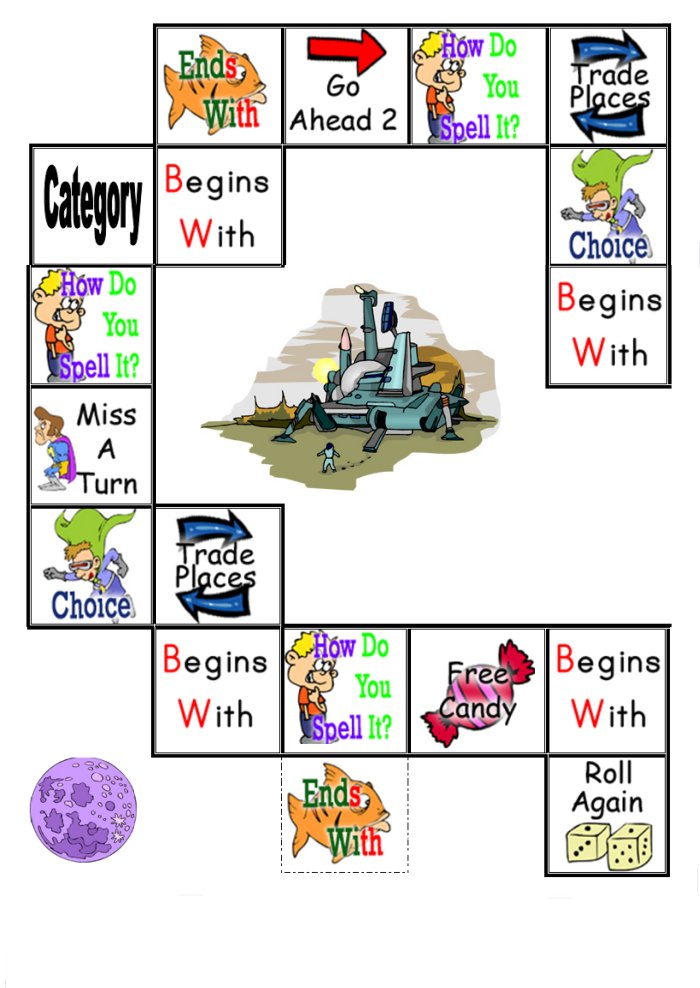 Ends
With
Go
Ahead 2
How Do
You
Spell It?
Trade
Places
Category
Begins
With
Choice
How Do
You
Spell It?
Begins
With
Miss
A
Turn
Choice
Trade
Places
Begins
With
How Do
You
Spell It?
Free
Candy
Begins
With
Ends
With
Roll
Again